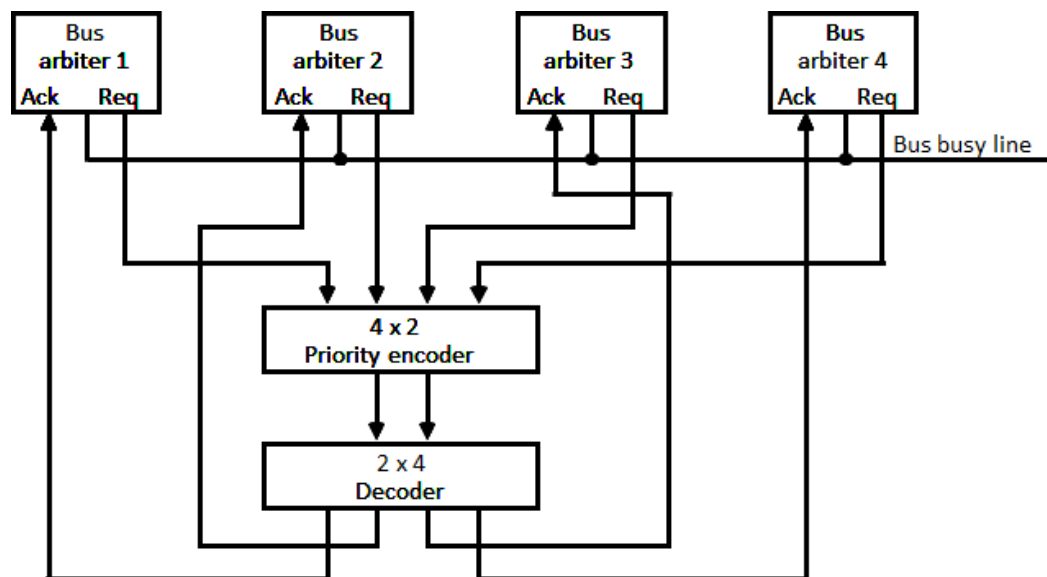 Bus
arbiter 1
Ack Req
Bus
arbiter 2
Ack Req
Bus
arbiter 3
Ack Req
Bus
arbiter 4
Ack Req
Bus busy line
4 x 2
Priority encoder
2 x 4
Decoder